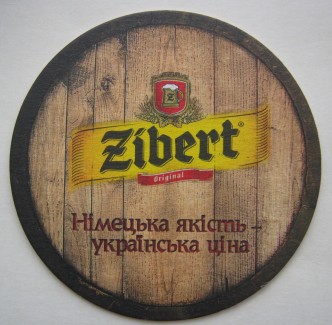 Zibert®
Original
Німецька якість –
українська ціна